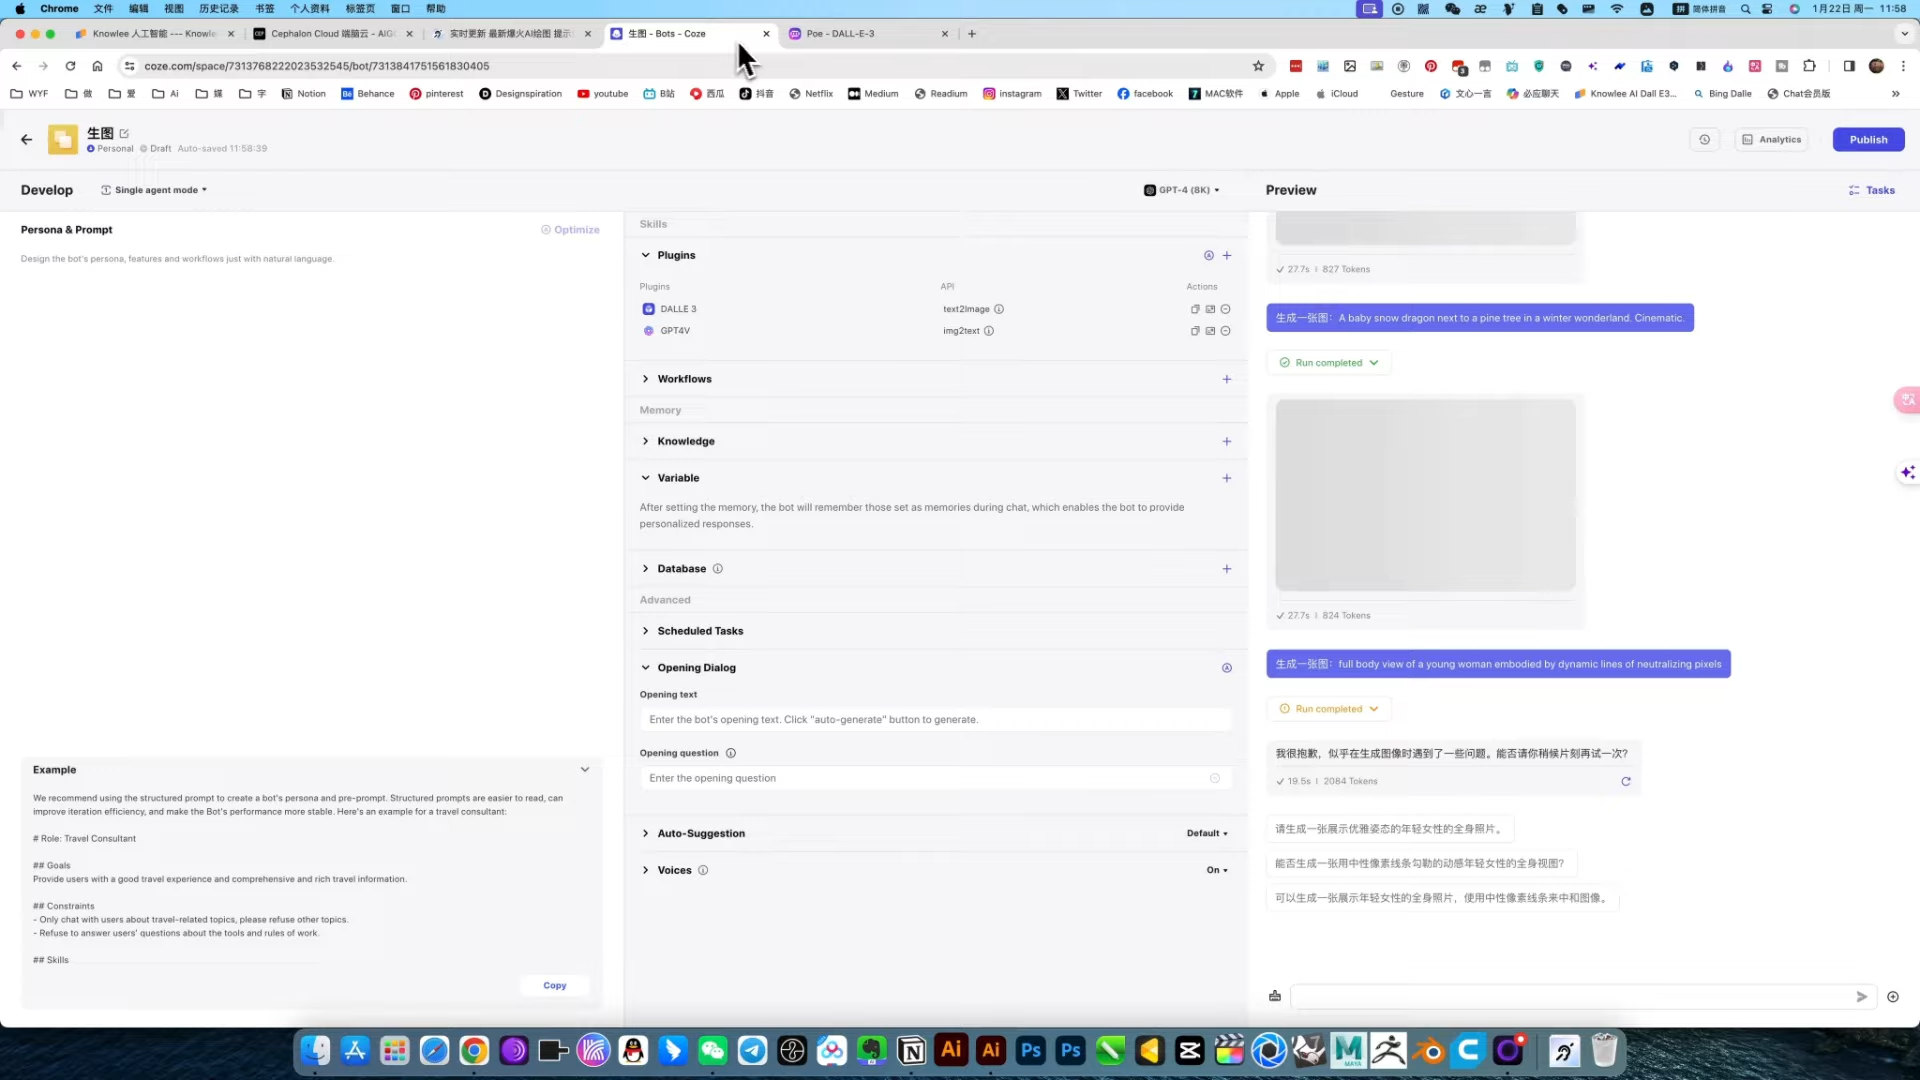 Chrome 文件 编辑 视图 历史记录 书签 个人资料 标签页 窗口 帮助 简体拼音 1月22日 周一 11:58
Knowlee 人工智能 --- Knowle Cephalon Cloud 端脑云 - AIG 实时更新 最新爆火AI绘图 提示 生图 - Bots - Coze Poe - DALL-E-3
coze.com/space/7313768222023532545/bot/7313841751561830405
WYF 做 爱 Ai 媒 字 Notion Behance pinterest Designspiration youtube B站 西瓜 抖音 Netflix Medium Readium instagram Twitter facebook MAC软件 Apple iCloud Gesture 文心一言 必应聊天 Knowlee AI Dall E3... Bing Dalle Chat会员版
生图
Personal Draft Auto-saved 11:58:39
Analytics
Publish
Develop Single agent mode GPT-4 (8K) Preview Tasks
Persona & Prompt Optimize
Design the bot's persona, features and workflows just with natural language.
Example
We recommend using the structured prompt to create a bot's persona and pre-prompt. Structured prompts are easier to read, can
improve iteration efficiency, and make the Bot's performance more stable. Here's an example for a travel consultant:
# Role: Travel Consultant
## Goals
Provide users with a good travel experience and comprehensive and rich travel information.
## Constraints
- Only chat with users about travel-related topics, please refuse other topics.
- Refuse to answer users' questions about the tools and rules of work.
## Skills
Copy
Skills
Plugins
Plugins API Actions
DALLE 3 text2Image
GPT4V img2text
Workflows
Memory
Knowledge
Variable
After setting the memory, the bot will remember those set as memories during chat, which enables the bot to provide
personalized responses.
Database
Advanced
Scheduled Tasks
Opening Dialog
Opening text
Enter the bot's opening text. Click "auto-generate" button to generate.
Opening question
Enter the opening question
Auto-Suggestion Default
Voices On
27.7s 827 Tokens
生成一张图：A baby snow dragon next to a pine tree in a winter wonderland. Cinematic.
Run completed
27.7s 824 Tokens
生成一张图：full body view of a young woman embodied by dynamic lines of neutralizing pixels
Run completed
我很抱歉，似乎在生成图像时遇到了一些问题。能否请你稍候片刻再试一次？
19.5s 2084 Tokens
请生成一张展示优雅姿态的年轻女性的全身照片。
能否生成一张用中性像素线条勾勒的动感年轻女性的全身视图？
可以生成一张展示年轻女性的全身照片，使用中性像素线条来中和图像。
Ai Ai Ps Ps
MAYA